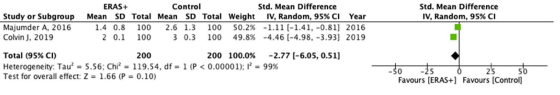 ERAS+ Control Std. Mean Difference Std. Mean Difference
Study or Subgroup Mean SD Total Mean SD Total Weight IV, Random, 95% CI Year IV, Random, 95% CI
Majumder A, 2016 1.4 0.8 100 2.6 1.3 100 50.2% -1.11 [-1.41, -0.81] 2016
Colvin J, 2019 2 0.1 100 3 0.3 100 49.8% -4.46 [-4.98, -3.93] 2019
Total (95% CI) 200 200 100.0% -2.77 [-6.05, 0.51]
Heterogeneity: Tau² = 5.56; Chi² = 119.54, df = 1 (P < 0.00001); I² = 99%
Test for overall effect: Z = 1.66 (P = 0.10)
-50 -25 0 25 50
Favours [ERAS+] Favours [Control]